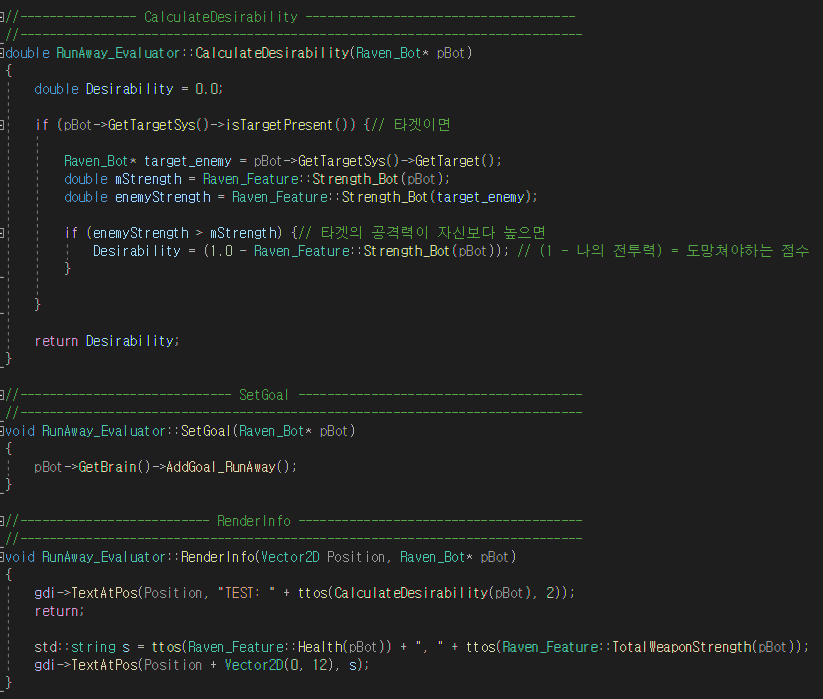 //---------------- CalculateDesirability --------------------------------------
//------------------------------------------------------------------------------
double RunAway_Evaluator::CalculateDesirability(Raven_Bot* pBot)
{
    double Desirability = 0.0;
    if (pBot->GetTargetSys()->isTargetPresent()) {// 타겟이면
        Raven_Bot* target_enemy = pBot->GetTargetSys()->GetTarget();
        double mStrength = Raven_Feature::Strength_Bot(pBot);
        double enemyStrength = Raven_Feature::Strength_Bot(target_enemy);
        if (enemyStrength > mStrength) {// 타겟의 공격력이 자신보다 높으면
            Desirability = (1.0 - Raven_Feature::Strength_Bot(pBot)); // (1 - 나의 전투력) = 도망쳐야하는 점수
        }
    }
    return Desirability;
}
//----------------------------- SetGoal ----------------------------------------
//------------------------------------------------------------------------------
void RunAway_Evaluator::SetGoal(Raven_Bot* pBot)
{
    pBot->GetBrain()->AddGoal_RunAway();
}
//-------------------------- RenderInfo ----------------------------------------
//------------------------------------------------------------------------------
void RunAway_Evaluator::RenderInfo(Vector2D Position, Raven_Bot* pBot)
{
    gdi->TextAtPos(Position, "TEST: " + ttos(CalculateDesirability(pBot), 2));
    return;
    std::string s = ttos(Raven_Feature::Health(pBot)) + ", " + ttos(Raven_Feature::TotalWeaponStrength(pBot));
    gdi->TextAtPos(Position + Vector2D(0, 12), s);
}